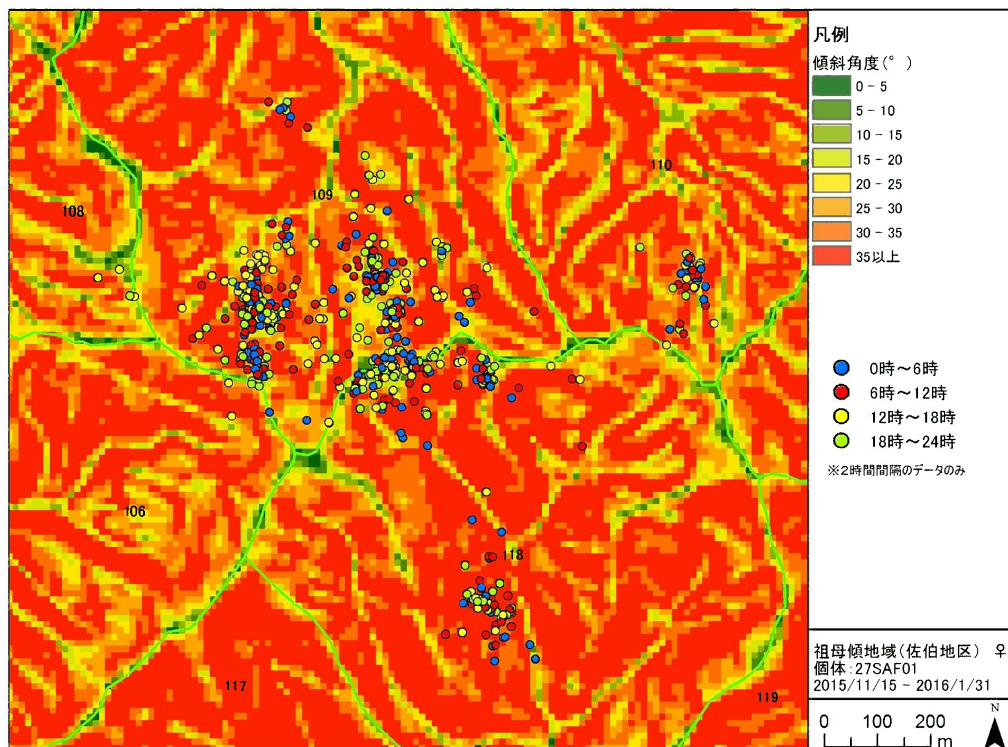 凡例
傾斜角度(°)
0 - 5
5 - 10
10 - 15
15 - 20
20 - 25
25 - 30
30 - 35
35以上
0時～6時
6時～12時
12時～18時
18時～24時
※2時間間隔のデータのみ
祖母傾地域(佐伯地区) ♀
個体:27SAF01
2015/11/15 - 2016/1/31
N
0 100 200
m
110
109
108
106
118
117
119